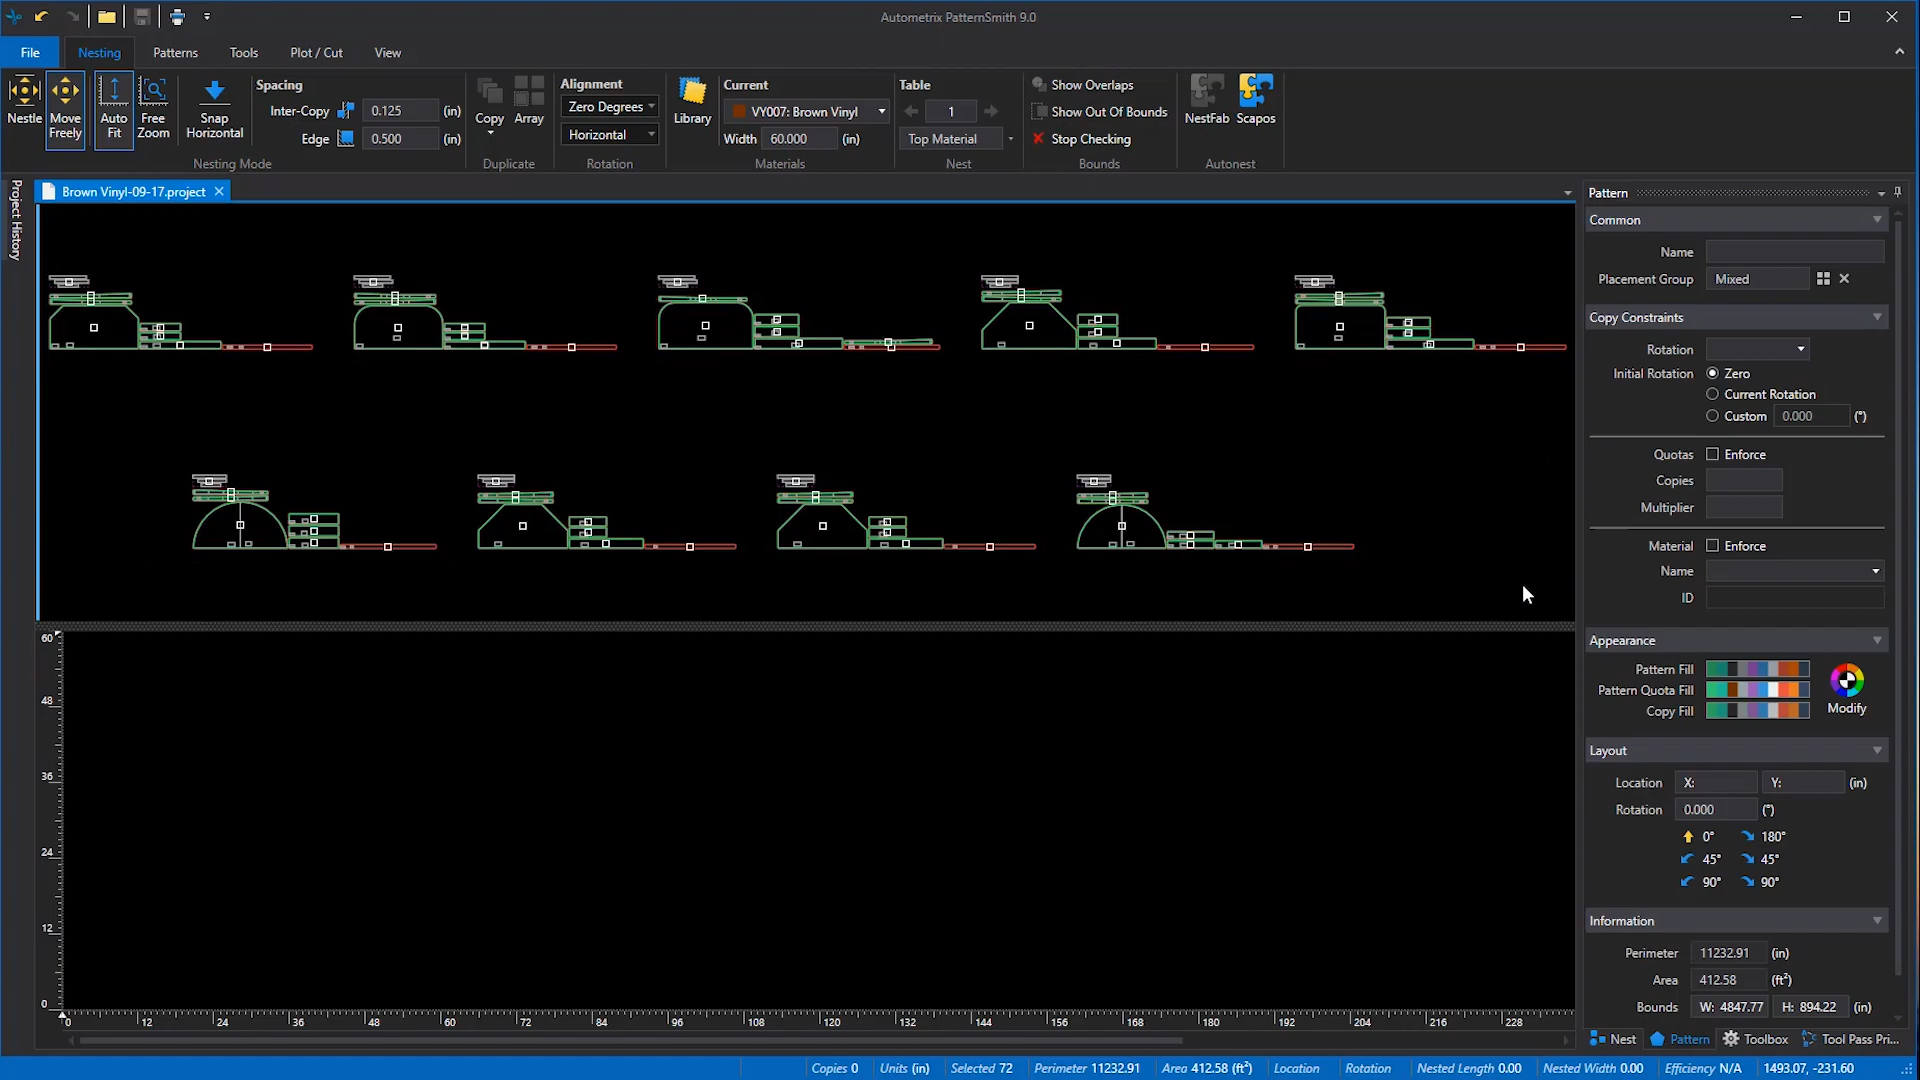 Autometrix PatternSmith 9.0
File
Nesting
Patterns
Tools
Plot / Cut
View
Nestle
Move Freely
Auto Fit
Free Zoom
Snap Horizontal
Spacing
Inter-Copy 0.125 (in)
Edge 0.500 (in)
Nesting Mode
Copy
Array
Duplicate
Alignment
Zero Degrees
Horizontal
Rotation
Library
Current
VY007: Brown Vinyl
Width 60.000 (in)
Materials
Table
1
Top Material
Nest
Show Overlaps
Show Out Of Bounds
Stop Checking
Bounds
NestFab
Scapos
Autonest
Project History
Brown Vinyl-09-17.project
60
48
36
24
12
0
0 12 24 36 48 60 72 84 96 108 120 132 144 156 168 180 192 204 216 228
Pattern
Common
Name
Placement Group Mixed
Copy Constraints
Rotation
Initial Rotation Zero
Current Rotation
Custom 0.000 (°)
Quotas Enforce
Copies
Multiplier
Material Enforce
Name
ID
Appearance
Pattern Fill
Pattern Quota Fill
Copy Fill
Modify
Layout
Location X: Y: (in)
Rotation 0.000 (°)
0° 180°
45° 45°
90° 90°
Information
Perimeter 11232.91 (in)
Area 412.58 (ft²)
Bounds W: 4847.77 H: 894.22 (in)
Nest
Pattern
Toolbox
Tool Pass Pri...
Copies 0 Units (in) Selected 72 Perimeter 11232.91 Area 412.58 (ft²) Location Rotation Nested Length 0.00 Nested Width 0.00 Efficiency N/A 1493.07, -231.60